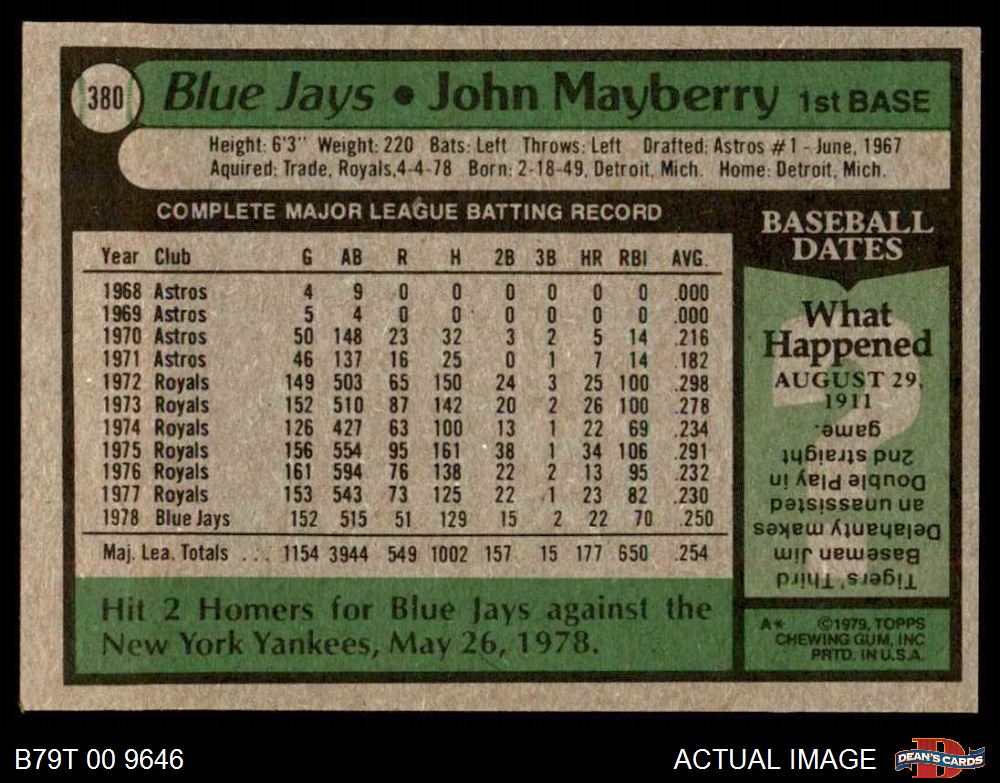 380
Blue Jays • John Mayberry 1st BASE
Height: 6'3" Weight: 220 Bats: Left Throws: Left Drafted: Astros #1 - June, 1967
Aquired: Trade, Royals,4-4-78 Born: 2-18-49, Detroit, Mich. Home: Detroit, Mich.
COMPLETE MAJOR LEAGUE BATTING RECORD
Year Club G AB R H 2B 3B HR RBI AVG.
1968 Astros 4 9 0 0 0 0 0 0 .000
1969 Astros 5 4 0 0 0 0 0 0 .000
1970 Astros 50 148 23 32 3 2 5 14 .216
1971 Astros 46 137 16 25 0 1 7 14 .182
1972 Royals 149 503 65 150 24 3 25 100 .298
1973 Royals 152 510 87 142 20 2 26 100 .278
1974 Royals 126 427 63 100 13 1 22 69 .234
1975 Royals 156 554 95 161 38 1 34 106 .291
1976 Royals 161 594 76 138 22 2 13 95 .232
1977 Royals 153 543 73 125 22 1 23 82 .230
1978 Blue Jays 152 515 51 129 15 2 22 70 .250
Maj. Lea. Totals ... 1154 3944 549 1002 157 15 177 650 .254
Hit 2 Homers for Blue Jays against the
New York Yankees, May 26, 1978.
BASEBALL
DATES
What
Happened
AUGUST 29,
1911
Tigers' Third
Baseman Jim
Delahanty makes
an unassisted
Double Play in
2nd straight
game.
A* ©1979, TOPPS
CHEWING GUM, INC
PRTD. IN U.S.A.
B79T 00 9646
ACTUAL IMAGE
D
DEAN'S CARDS